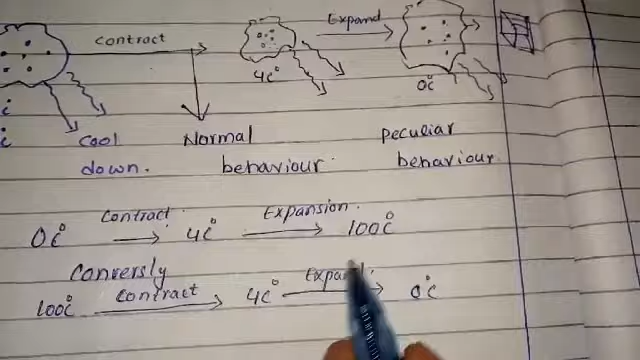 contract Expand
4c° 0c°
c°
c° Cool Normal peculiar
down. behaviour. behaviour
0c° Contract 4c° Expansion. 100c°
Conversly
100c° contract 4c° Expand. 0c°